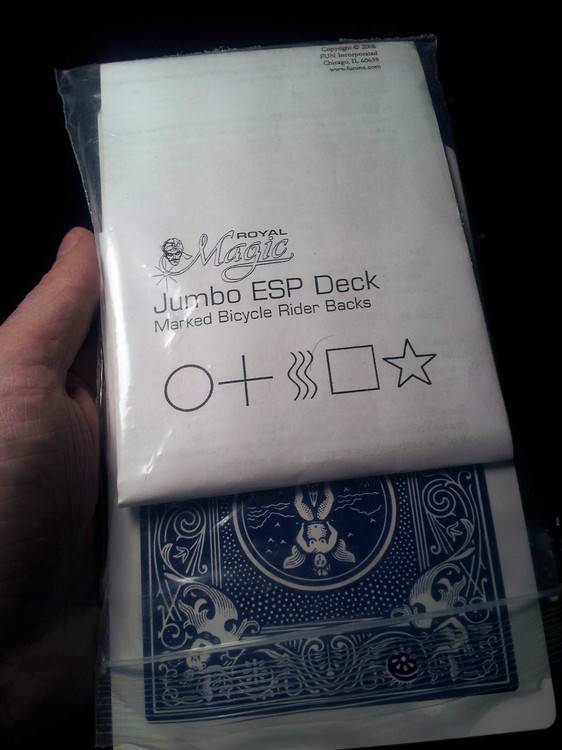 Copyright © 2008
FUN Incorporated
Chicago, IL 60639
www.funinc.com
ROYAL
Magic
Jumbo ESP Deck
Marked Bicycle Rider Backs